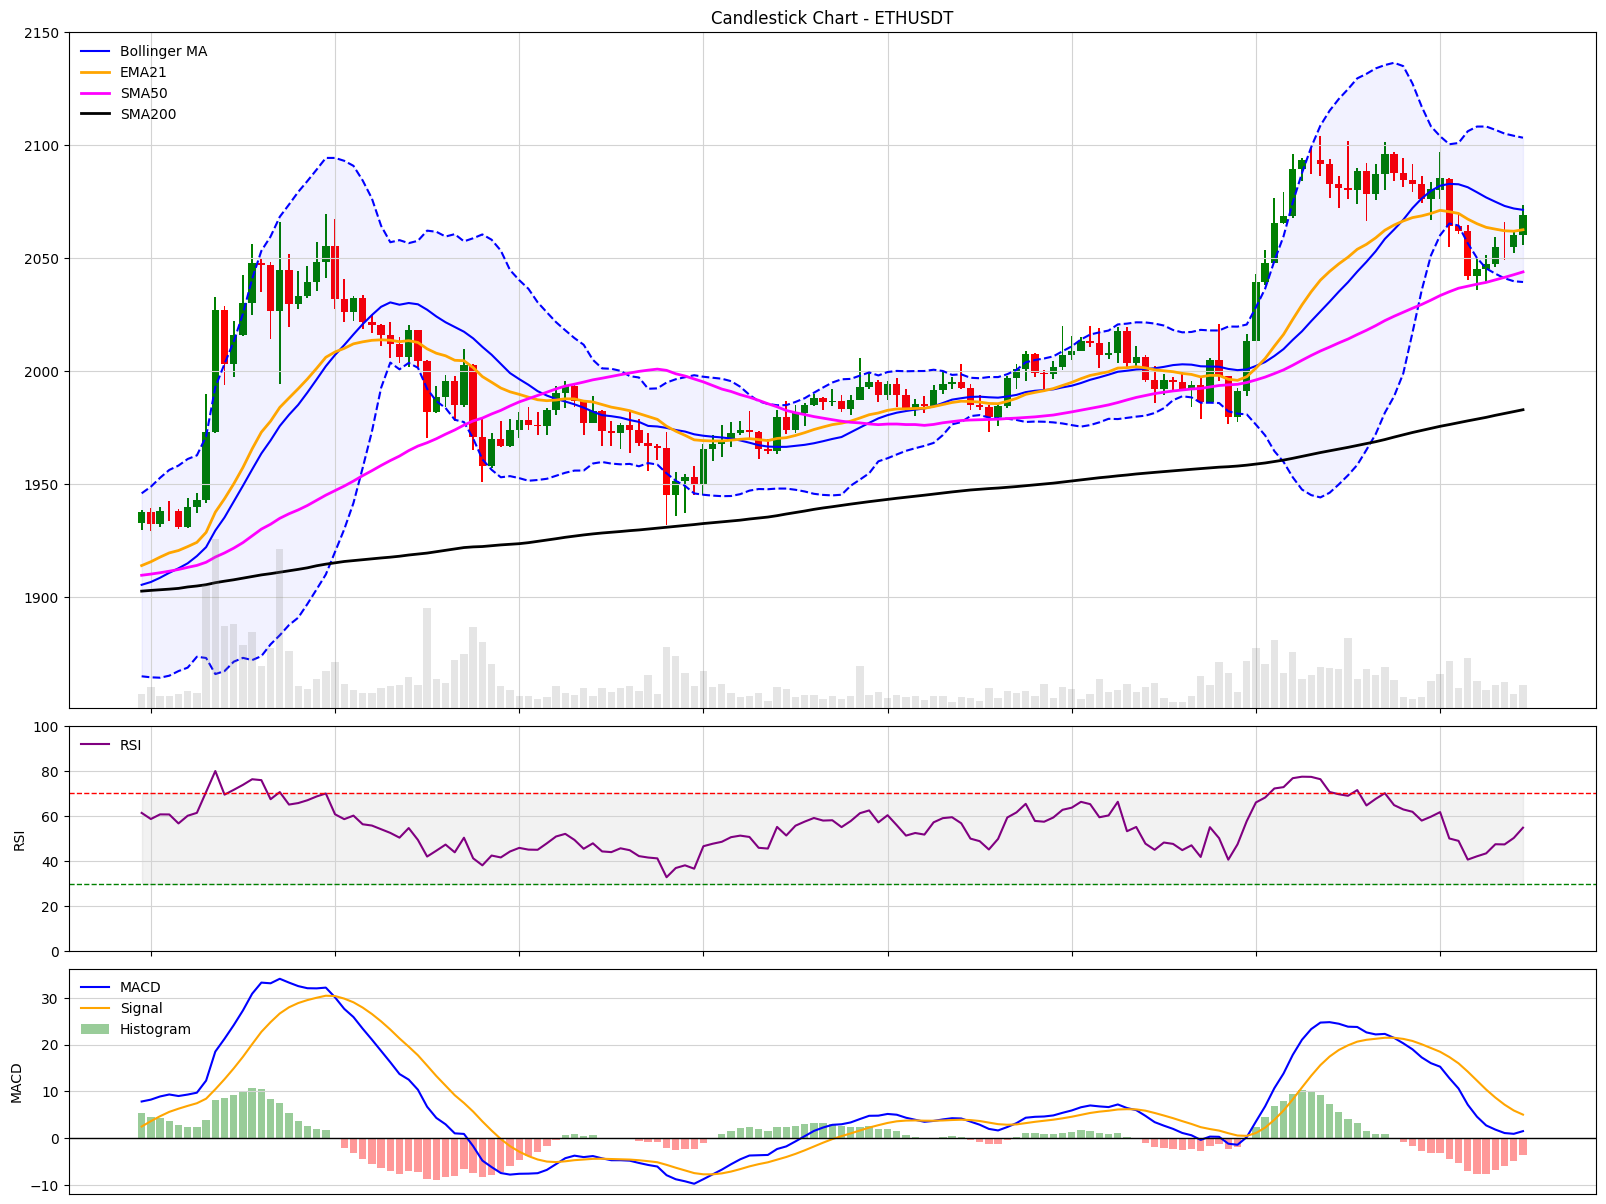 Candlestick Chart - ETHUSDT
2150
2100
2050
2000
1950
1900
Bollinger MA
EMA21
SMA50
SMA200
RSI
100
80
60
40
20
0
RSI
MACD
30
20
10
0
−10
MACD
Signal
Histogram